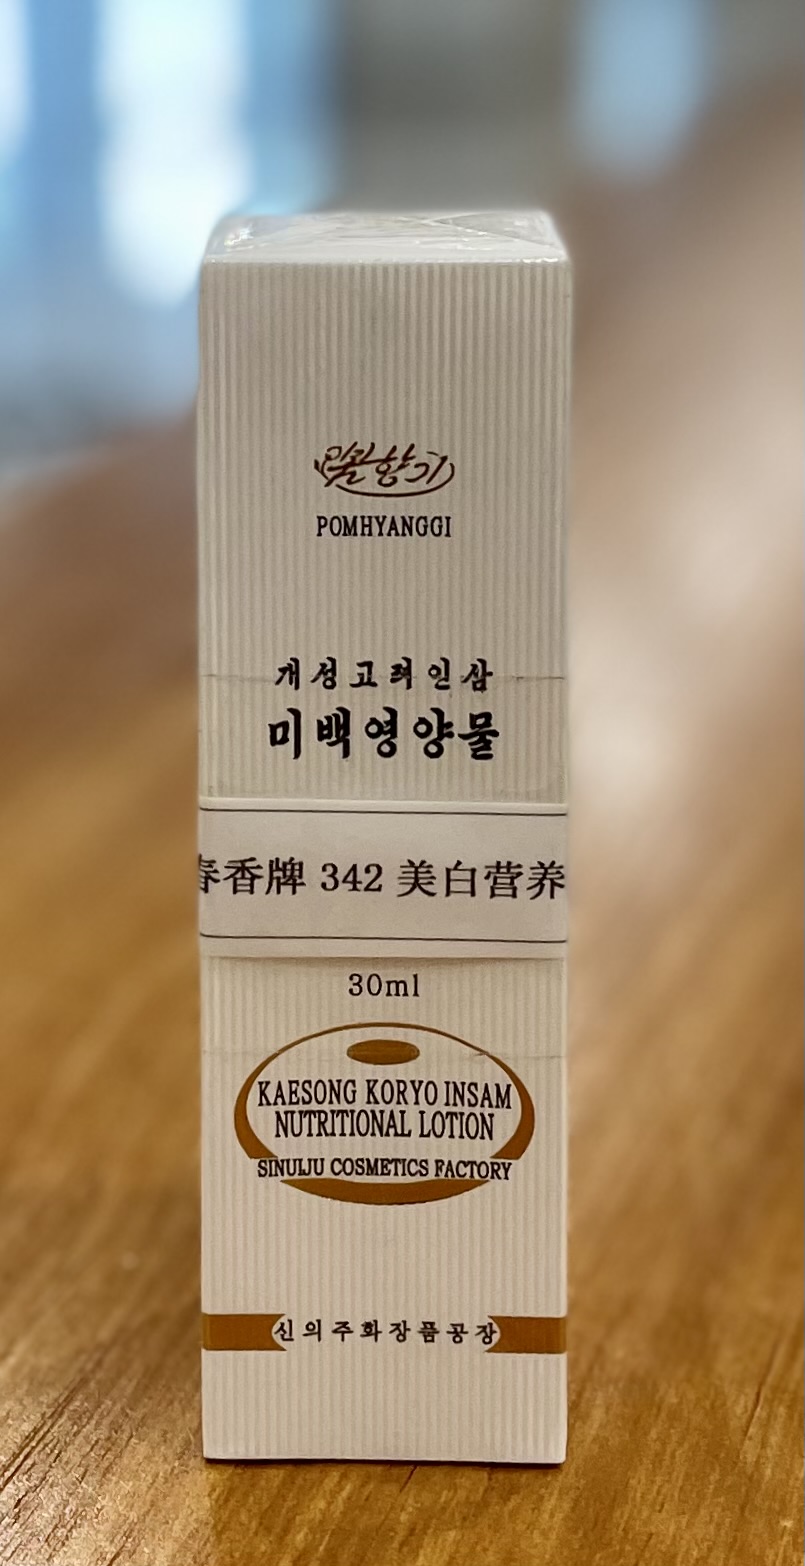 봄향기
POMHYANGGI
개성고려인삼
미백영양물
春香牌 342 美白营养
30ml
KAESONG KORYO INSAM
NUTRITIONAL LOTION
SINUIJU COSMETICS FACTORY
신의주화장품공장